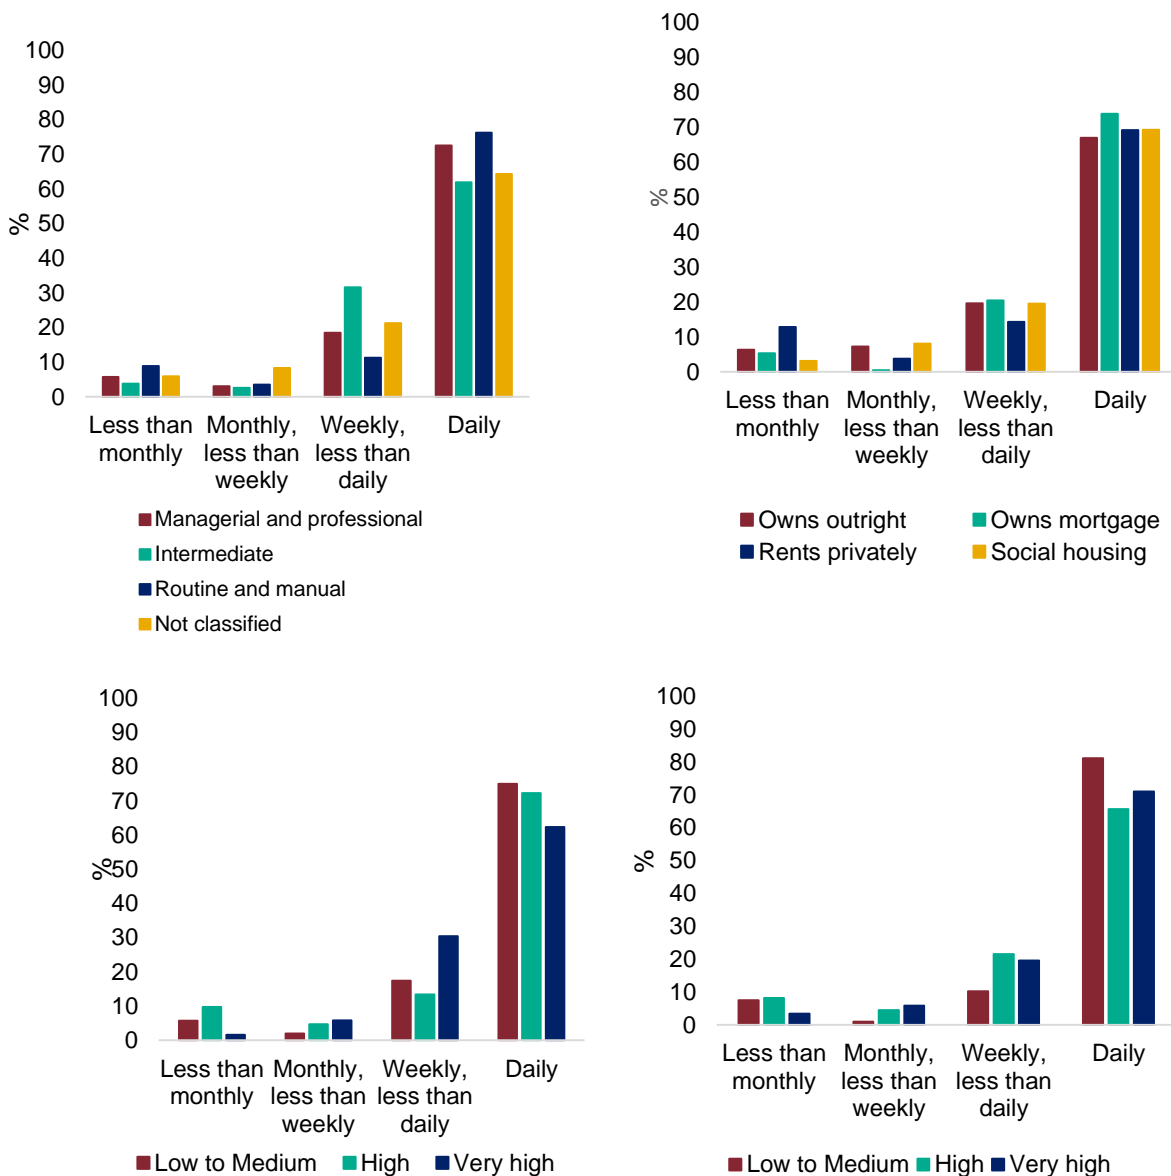 100
90
80
70
60
50
40
30
20
10
0
%
Less than
monthly
Monthly,
less than
weekly
Weekly,
less than
daily
Daily
Managerial and professional
Intermediate
Routine and manual
Not classified
100
90
80
70
60
50
40
30
20
10
0
%
Less than
monthly
Monthly,
less than
weekly
Weekly,
less than
daily
Daily
Owns outright
Owns mortgage
Rents privately
Social housing
100
90
80
70
60
50
40
30
20
10
0
%
Less than
monthly
Monthly,
less than
weekly
Weekly,
less than
daily
Daily
Low to Medium
High
Very high
100
90
80
70
60
50
40
30
20
10
0
%
Less than
monthly
Monthly,
less than
weekly
Weekly,
less than
daily
Daily
Low to Medium
High
Very high